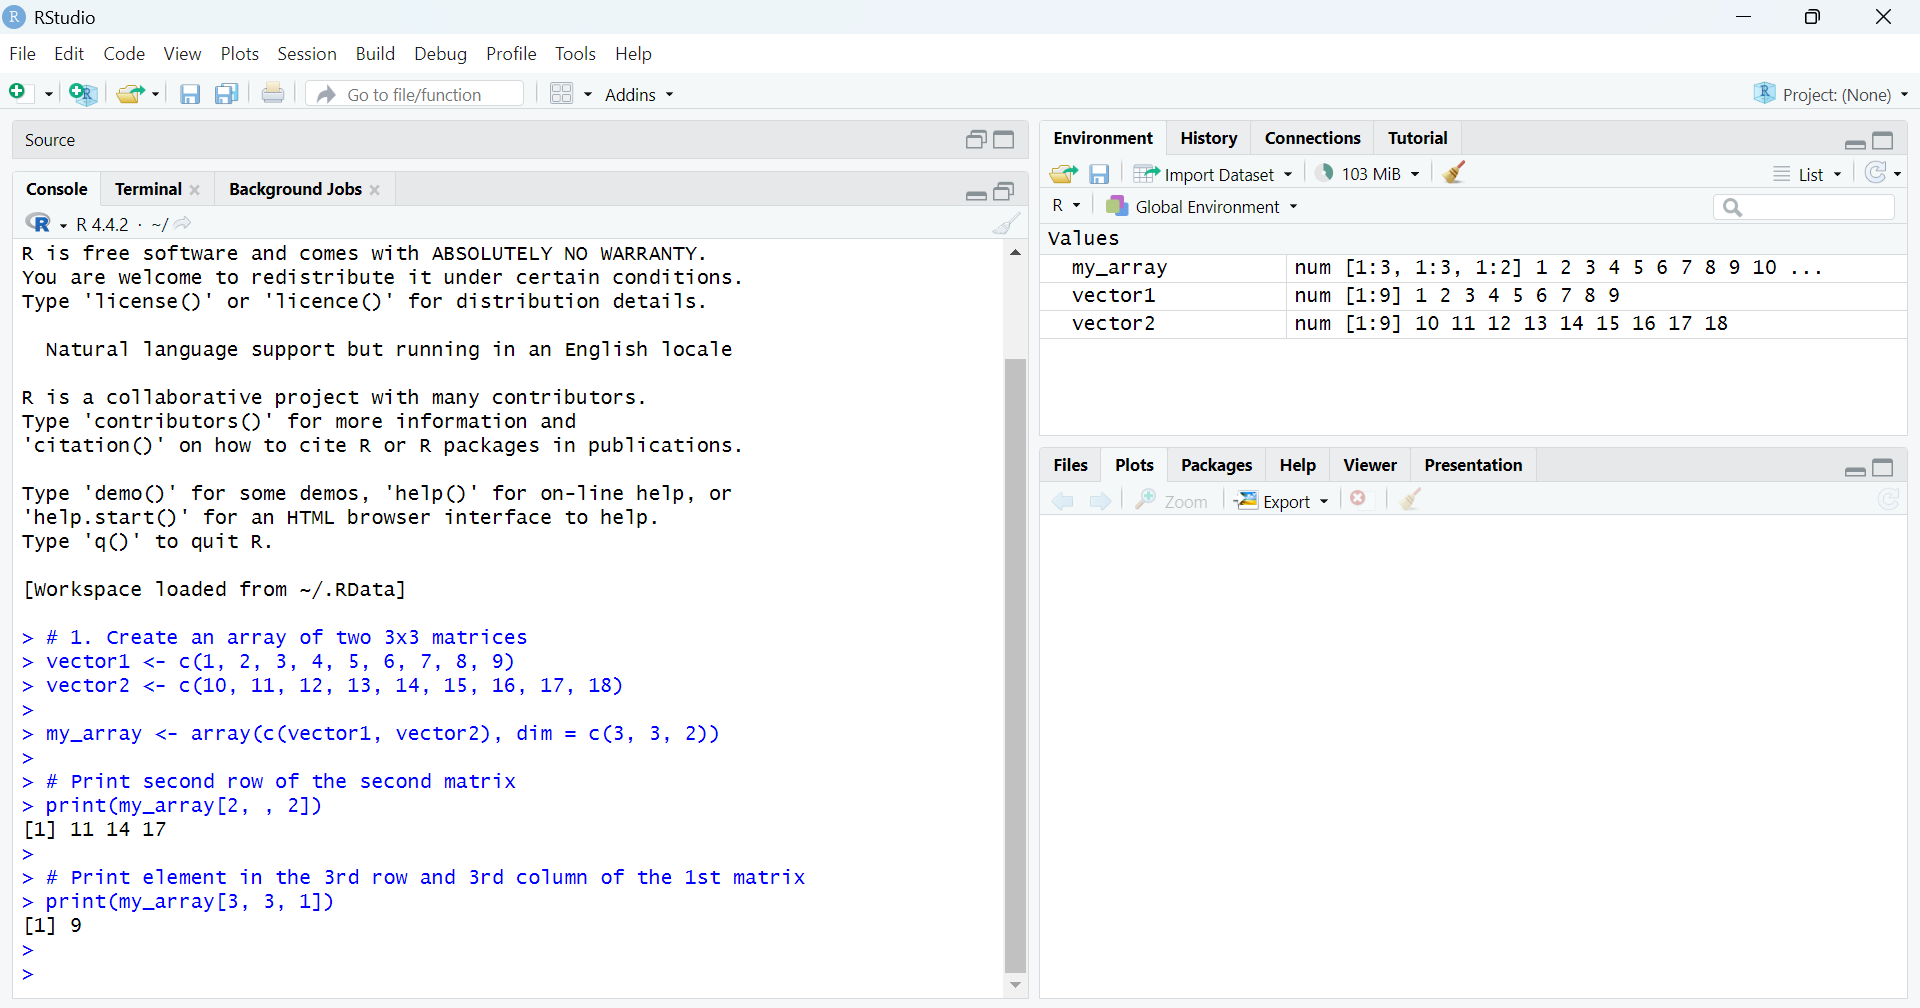 RStudio
File Edit Code View Plots Session Build Debug Profile Tools Help
Go to file/function Addins Project: (None)
Source
Console Terminal Background Jobs
R 4.4.2 · ~/
R is free software and comes with ABSOLUTELY NO WARRANTY.
You are welcome to redistribute it under certain conditions.
Type 'license()' or 'licence()' for distribution details.
Natural language support but running in an English locale
R is a collaborative project with many contributors.
Type 'contributors()' for more information and
'citation()' on how to cite R or R packages in publications.
Type 'demo()' for some demos, 'help()' for on-line help, or
'help.start()' for an HTML browser interface to help.
Type 'q()' to quit R.
[Workspace loaded from ~/.RData]
> # 1. Create an array of two 3x3 matrices
> vector1 <- c(1, 2, 3, 4, 5, 6, 7, 8, 9)
> vector2 <- c(10, 11, 12, 13, 14, 15, 16, 17, 18)
>
> my_array <- array(c(vector1, vector2), dim = c(3, 3, 2))
>
> # Print second row of the second matrix
> print(my_array[2, , 2])
[1] 11 14 17
>
> # Print element in the 3rd row and 3rd column of the 1st matrix
> print(my_array[3, 3, 1])
[1] 9
>
>
Environment History Connections Tutorial
Import Dataset 103 MiB List
R Global Environment
Values
my_array num [1:3, 1:3, 1:2] 1 2 3 4 5 6 7 8 9 10 ...
vector1 num [1:9] 1 2 3 4 5 6 7 8 9
vector2 num [1:9] 10 11 12 13 14 15 16 17 18
Files Plots Packages Help Viewer Presentation
Zoom Export